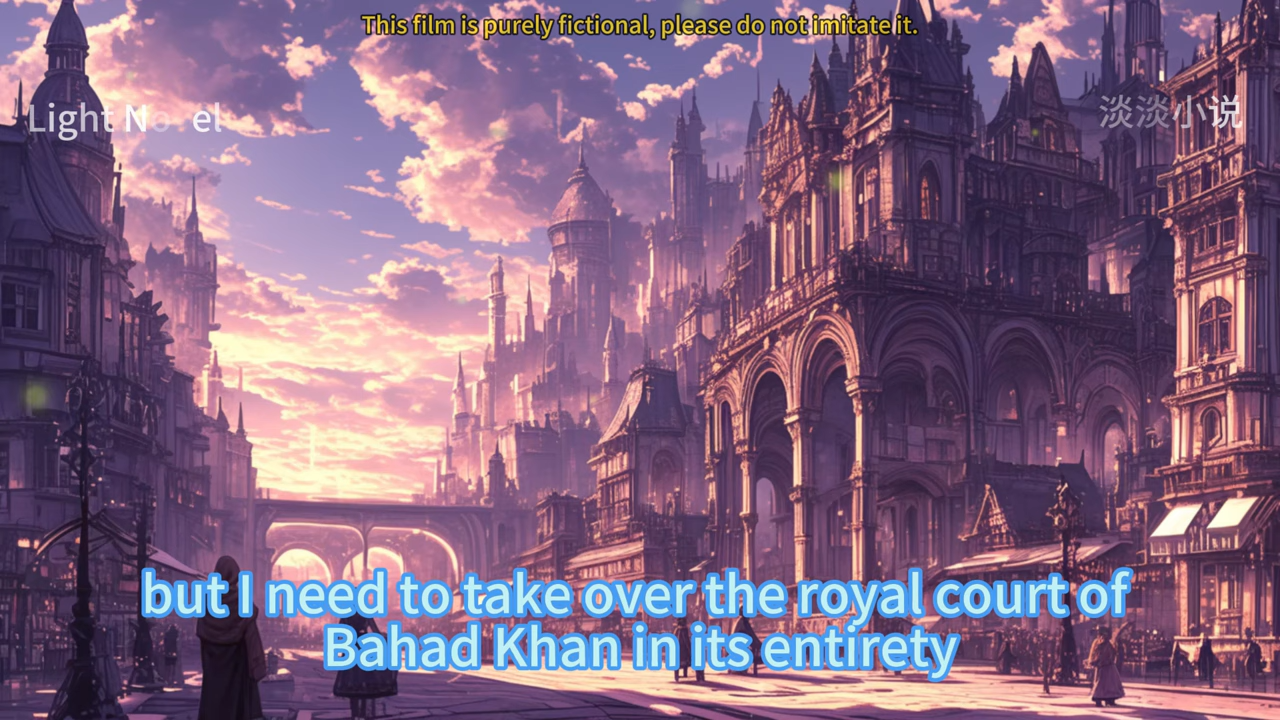 This film is purely fictional, please do not imitate it.
Light N el
淡淡小说
but I need to take over the royal court of
Bahad Khan in its entirety